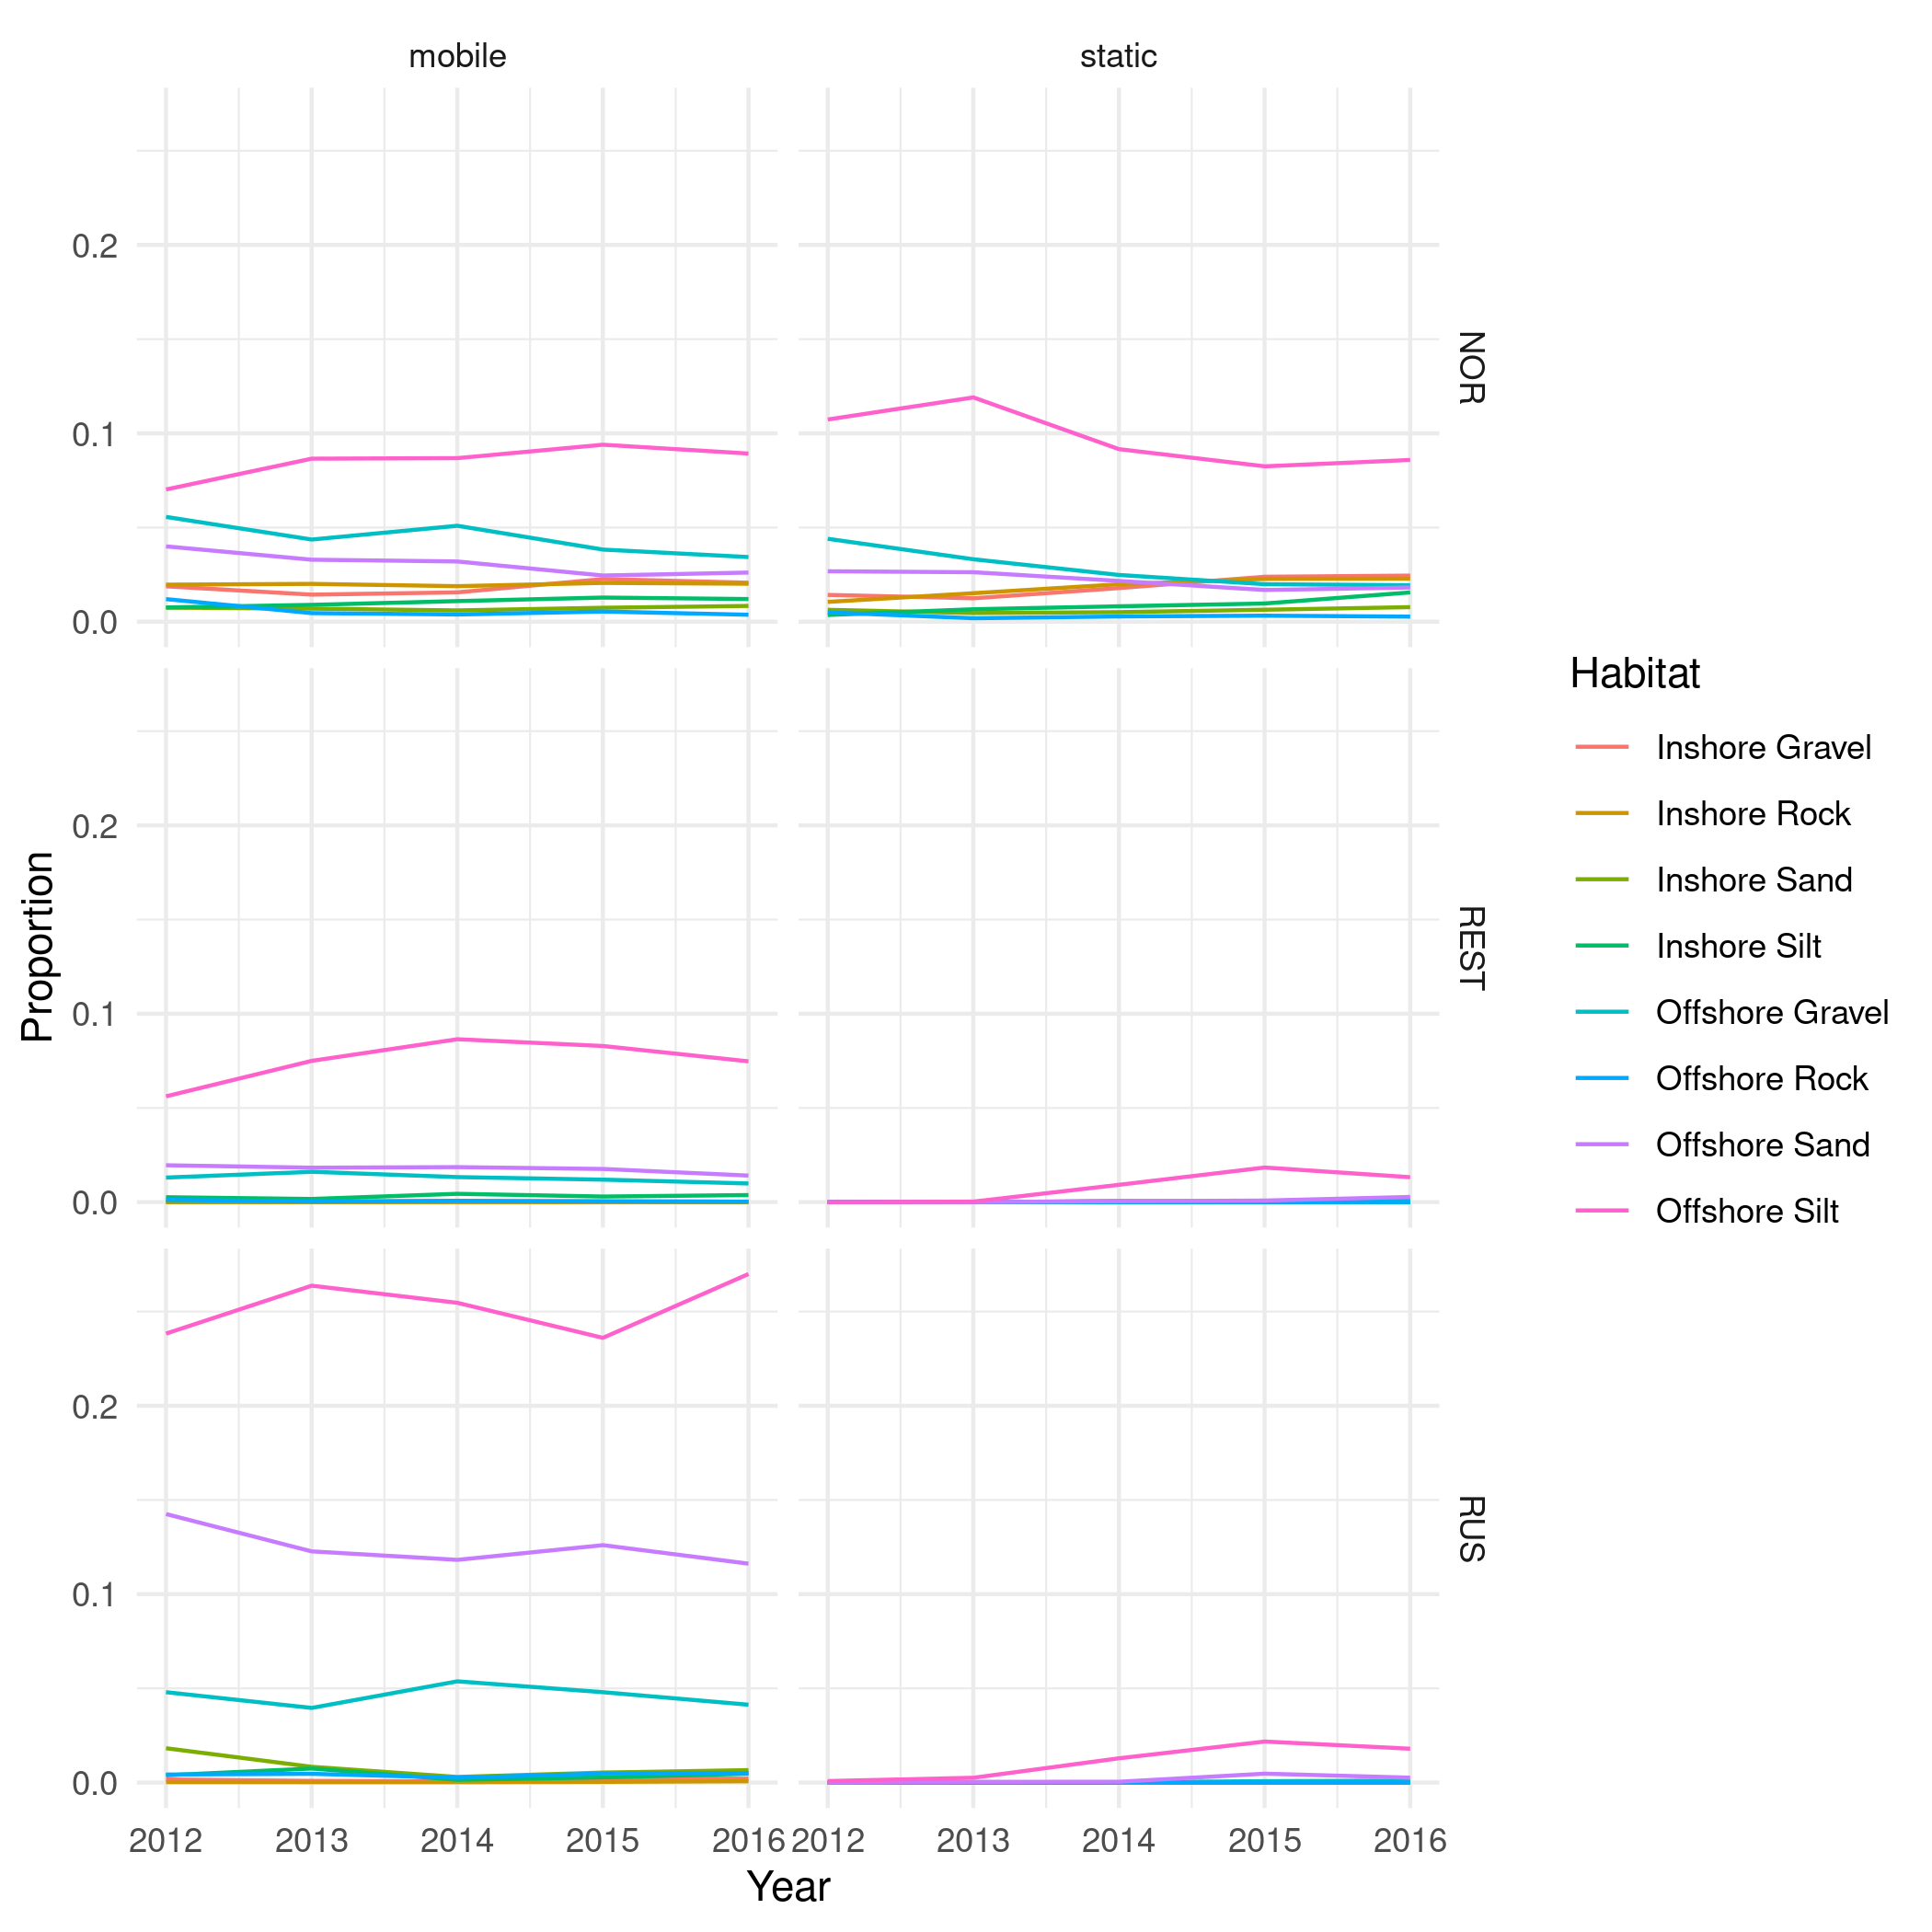 mobile
static
0.2
0.1
0.0
NOR
0.2
0.1
0.0
REST
0.2
0.1
0.0
RUS
2012
2013
2014
2015
2016
2012
2013
2014
2015
2016
Year
Proportion
Habitat
Inshore Gravel
Inshore Rock
Inshore Sand
Inshore Silt
Offshore Gravel
Offshore Rock
Offshore Sand
Offshore Silt